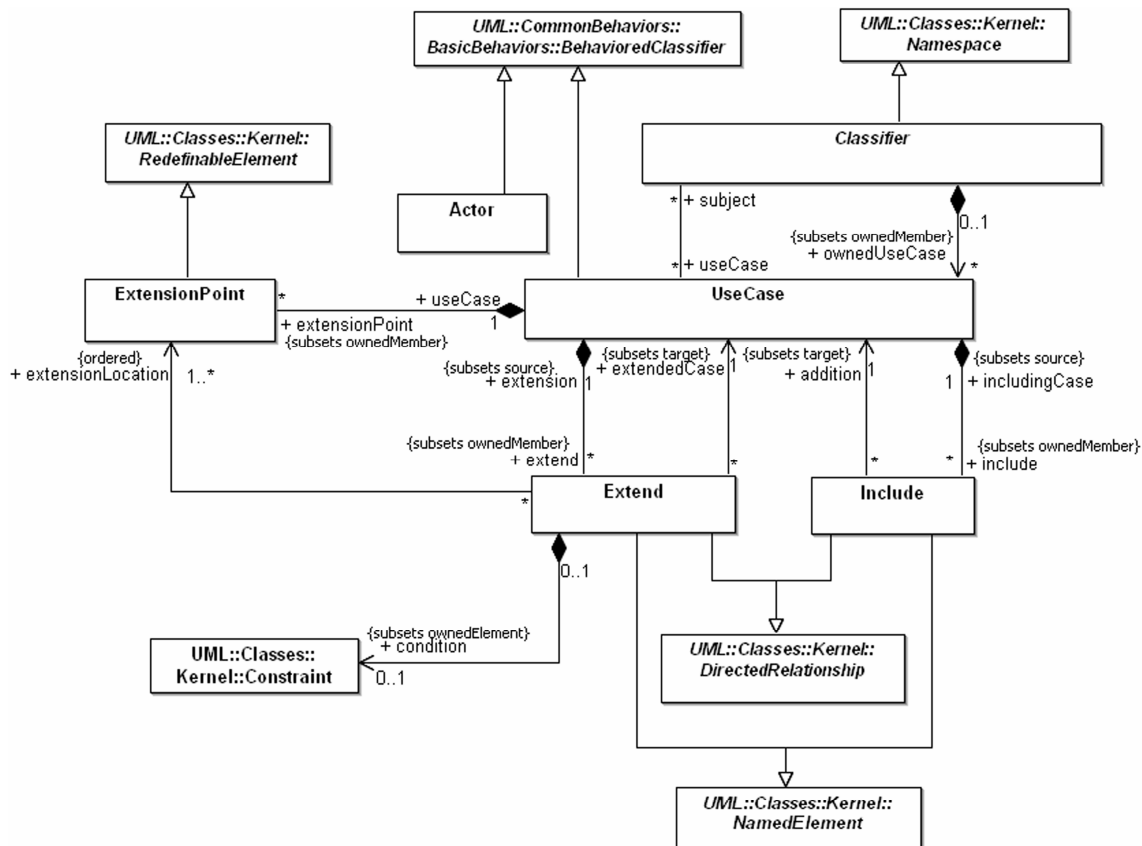 UML::CommonBehaviors::
BasicBehaviors::BehavioredClassifier
UML::Classes::Kernel::
Namespace
UML::Classes::Kernel::
RedefinableElement
Classifier
Actor
* + subject
0..1
{subsets ownedMember}
+ ownedUseCase
* + useCase
*
ExtensionPoint
*
+ useCase
1
UseCase
+ extensionPoint
{subsets ownedMember}
{ordered}
+ extensionLocation
1..*
{subsets source}
+ extension
1
{subsets target}
+ extendedCase
1
{subsets target}
+ addition
1
{subsets source}
1 + includingCase
{subsets ownedMember}
+ extend
*
*
*
{subsets ownedMember}
* + include
*
Extend
Include
0..1
{subsets ownedElement}
+ condition
0..1
UML::Classes::
Kernel::Constraint
UML::Classes::Kernel::
DirectedRelationship
UML::Classes::Kernel::
NamedElement